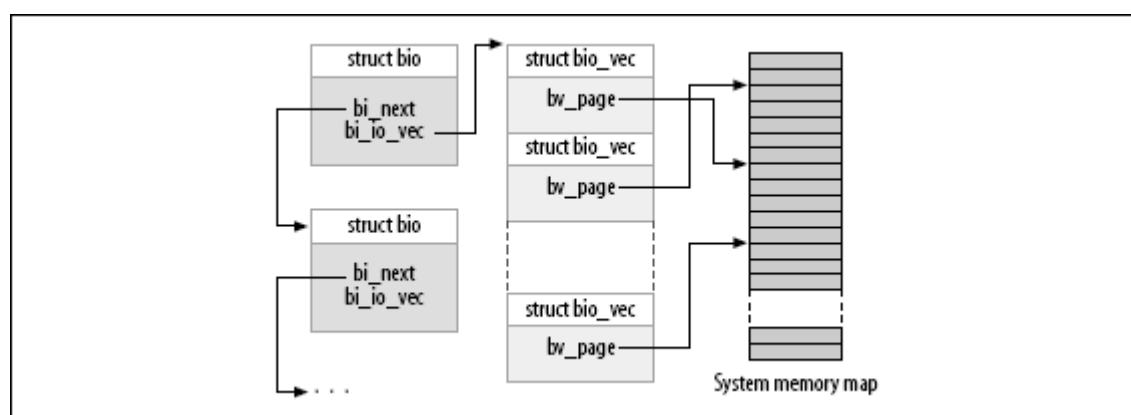 struct bio
bi_next
bi_io_vec
struct bio
bi_next
bi_io_vec
. . .
struct bio_vec
bv_page
struct bio_vec
bv_page
struct bio_vec
bv_page
System memory map